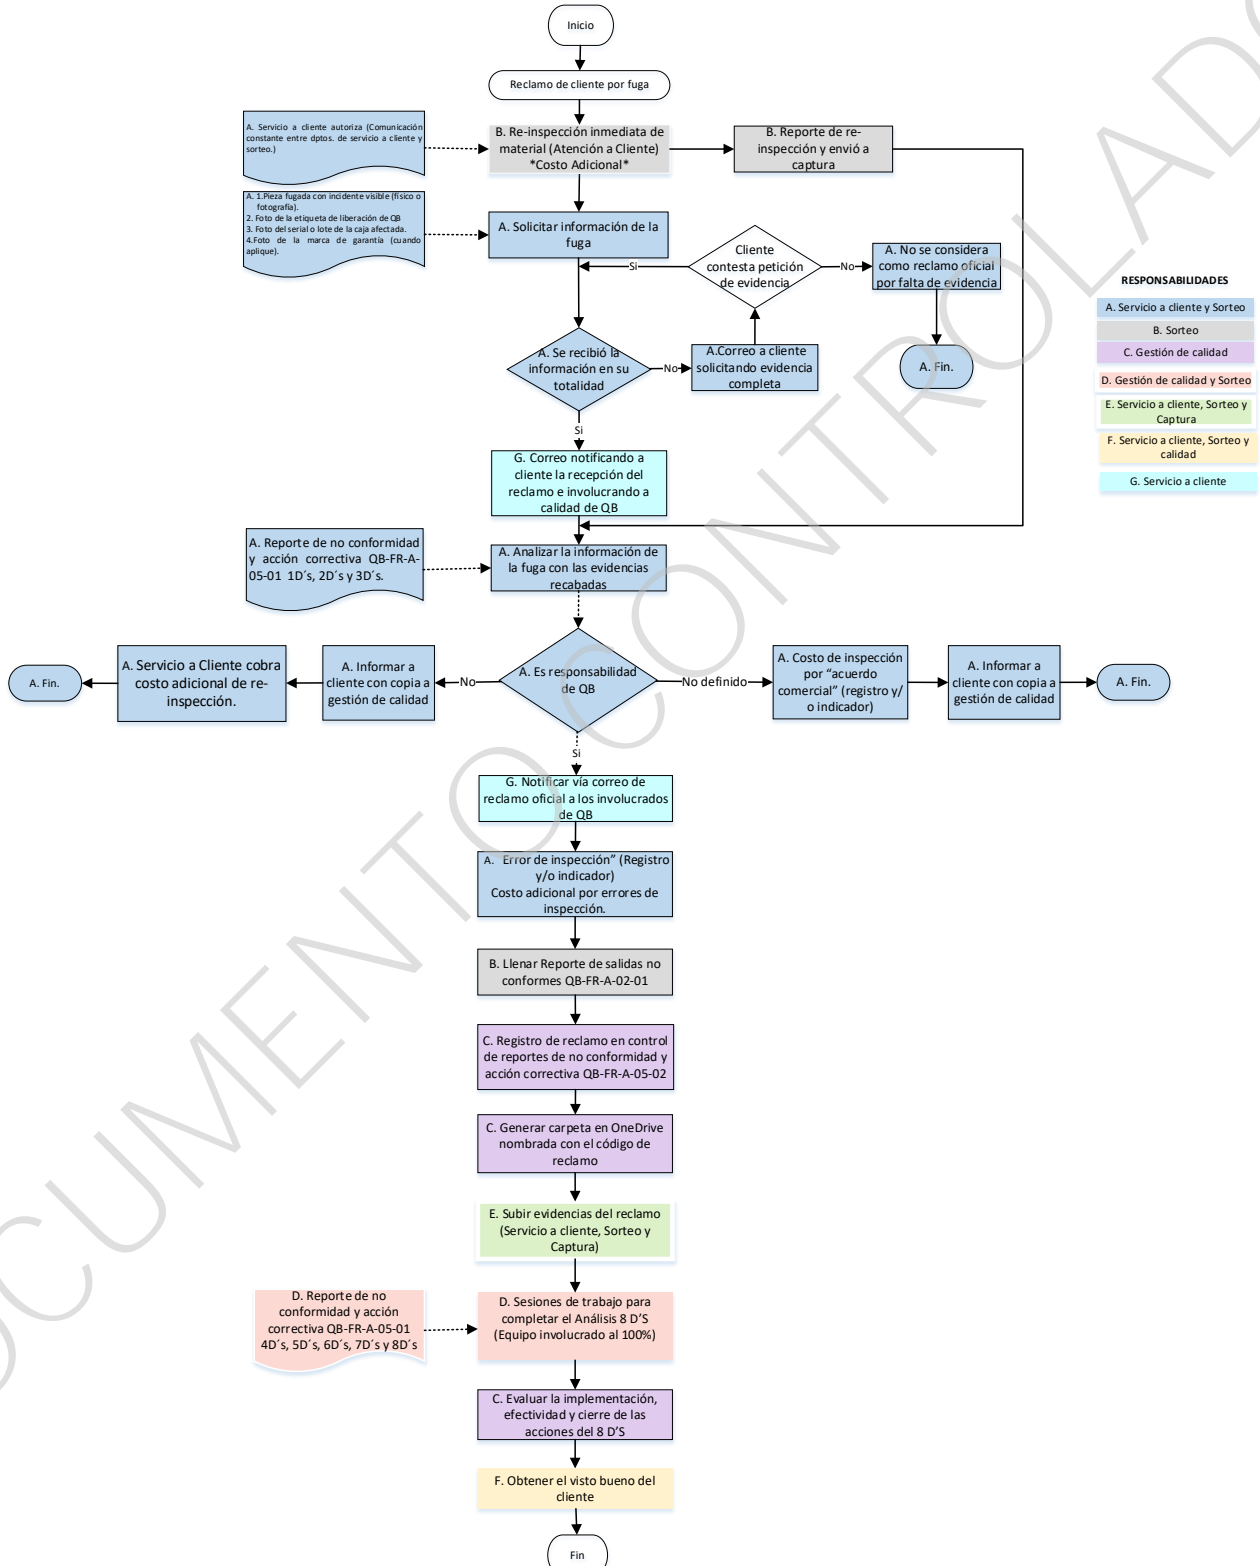 Inicio
Reclamo de cliente por fuga
A. Servicio a cliente autoriza (Comunicación
constante entre dptos. de servicio a cliente y
sorteo.)
B. Re-inspección inmediata de
material (Atención a Cliente)
*Costo Adicional*
B. Reporte de re-
inspección y envió a
captura
A. 1.Pieza fugada con incidente visible (físico o
fotografía).
2. Foto de la etiqueta de liberación de QB
3. Foto del serial o lote de la caja afectada.
4.Foto de la marca de garantía (cuando
aplique).
A. Solicitar información de la
fuga
Cliente
contesta petición
de evidencia
Si
No
A. No se considera
como reclamo oficial
por falta de evidencia
A. Fin.
A. Se recibió la
información en su
totalidad
No
A.Correo a cliente
solicitando evidencia
completa
Si
RESPONSABILIDADES
A. Servicio a cliente y Sorteo
B. Sorteo
C. Gestión de calidad
D. Gestión de calidad y Sorteo
E. Servicio a cliente, Sorteo y
Captura
F. Servicio a cliente, Sorteo y
calidad
G. Servicio a cliente
G. Correo notificando a
cliente la recepción del
reclamo e involucrando a
calidad de QB
A. Reporte de no conformidad
y acción correctiva QB-FR-A-
05-01 1D´s, 2D´s y 3D´s.
A. Analizar la información de
la fuga con las evidencias
recabadas
A. Es responsabilidad
de QB
No
A. Informar a
cliente con copia a
gestión de calidad
A. Servicio a Cliente cobra
costo adicional de re-
inspección.
A. Fin.
No definido
A. Costo de inspección
por “acuerdo
comercial” (registro y/
o indicador)
A. Informar a
cliente con copia a
gestión de calidad
A. Fin.
Si
G. Notificar vía correo de
reclamo oficial a los involucrados
de QB
A. Error de inspección” (Registro
y/o indicador)
Costo adicional por errores de
inspección.
B. Llenar Reporte de salidas no
conformes QB-FR-A-02-01
C. Registro de reclamo en control
de reportes de no conformidad y
acción correctiva QB-FR-A-05-02
C. Generar carpeta en OneDrive
nombrada con el código de
reclamo
E. Subir evidencias del reclamo
(Servicio a cliente, Sorteo y
Captura)
D. Reporte de no
conformidad y acción
correctiva QB-FR-A-05-01
4D´s, 5D´s, 6D´s, 7D´s y 8D´s
D. Sesiones de trabajo para
completar el Análisis 8 D’S
(Equipo involucrado al 100%)
C. Evaluar la implementación,
efectividad y cierre de las
acciones del 8 D’S
F. Obtener el visto bueno del
cliente
Fin
DOCUMENTO CONTROLADO